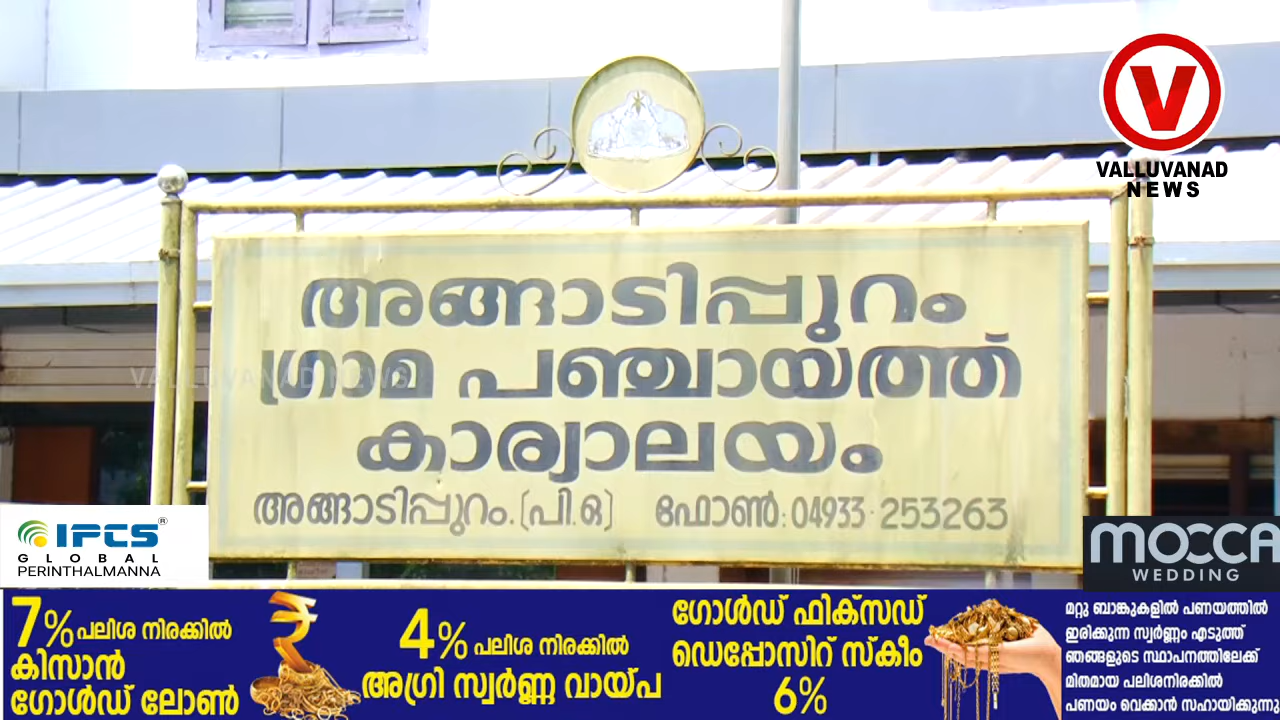 VALLUVANAD
NEWS
അങ്ങാടിപ്പുറം
ഗ്രാമ പഞ്ചായത്ത്
കാര്യാലയം
അങ്ങാടിപ്പുറം.(പി.ഒ) ഫോൺ: 04933·253263
VALLUVANAD NEWS
IPCS®
GLOBAL
PERINTHALMANNA
MOCCA
WEDDING
7% പലിശ നിരക്കിൽ
കിസാൻ
ഗോൾഡ് ലോൺ
4% പലിശ നിരക്കിൽ
അഗ്രി സ്വർണ്ണ വായ്പ
ഗോൾഡ് ഫിക്സഡ്
ഡെപ്പോസിറ് സ്കീം
6%
മറ്റു ബാങ്കുകളിൽ പണയത്തിൽ
ഇരിക്കുന്ന സ്വർണ്ണം എടുത്ത്
ഞങ്ങളുടെ സ്ഥാപനത്തിലേക്ക്
മിതമായ പലിശനിരക്കിൽ
പണയം വെക്കാൻ സഹായിക്കുന്നു